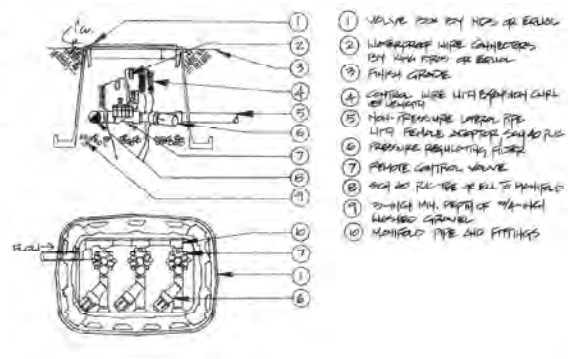 1"
1
2
3
4
5
6
7
8
9
FLOW
10
7
1
6
1 VALVE BOX BY NDS OR EQUAL
2 WATERPROOF WIRE CONNECTORS
BY KING BROS OR EQUAL
3 FINISH GRADE
4 CONTROL WIRE WITH EXPANSION CURL
LENGTH
5 NON-PRESSURE LATERAL PIPE
WITH FEMALE ADAPTOR SCH 40 PVC
6 PRESSURE REGULATING FILTER
7 REMOTE CONTROL VALVE
8 SCH 40 PVC TEE OR ELL TO MANIFOLD
9 3-INCH MIN. DEPTH OF 3/4-INCH
WASHED GRAVEL
10 MANIFOLD PIPE AND FITTINGS